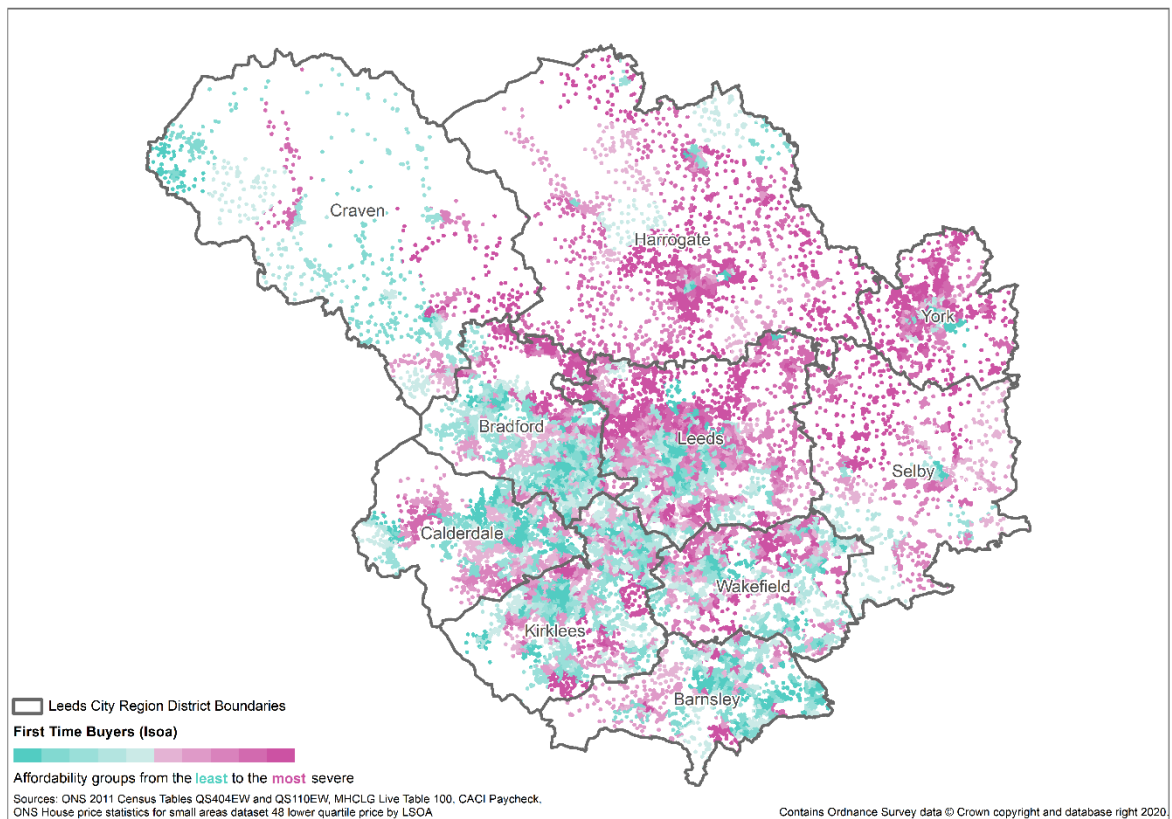 Craven
Harrogate
York
Bradford
Leeds
Selby
Calderdale
Wakefield
Kirklees
Barnsley
Leeds City Region District Boundaries
First Time Buyers (lsoa)
Affordability groups from the least to the most severe
Sources: ONS 2011 Census Tables QS404EW and QS110EW, MHCLG Live Table 100. CACI Paycheck.
ONS House price statistics for small areas dataset 48 lower quartile price by LSOA
Contains Ordnance Survey data © Crown copyright and database right 2020